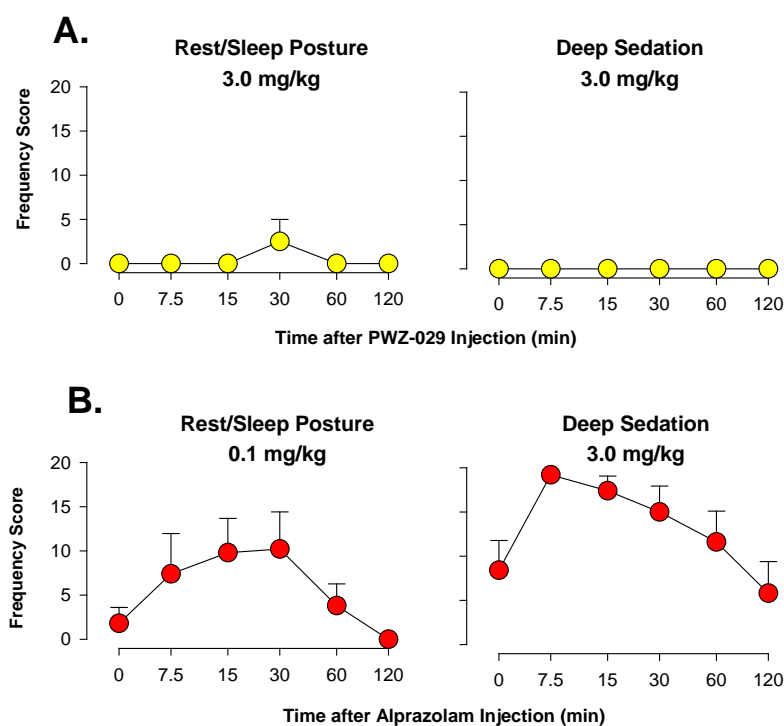 A.
Rest/Sleep Posture
3.0 mg/kg
Deep Sedation
3.0 mg/kg
Frequency Score
20
15
10
5
0
0 7.5 15 30 60 120
0 7.5 15 30 60 120
Time after PWZ-029 Injection (min)
B.
Rest/Sleep Posture
0.1 mg/kg
Deep Sedation
3.0 mg/kg
Frequency Score
20
15
10
5
0
0 7.5 15 30 60 120
0 7.5 15 30 60 120
Time after Alprazolam Injection (min)